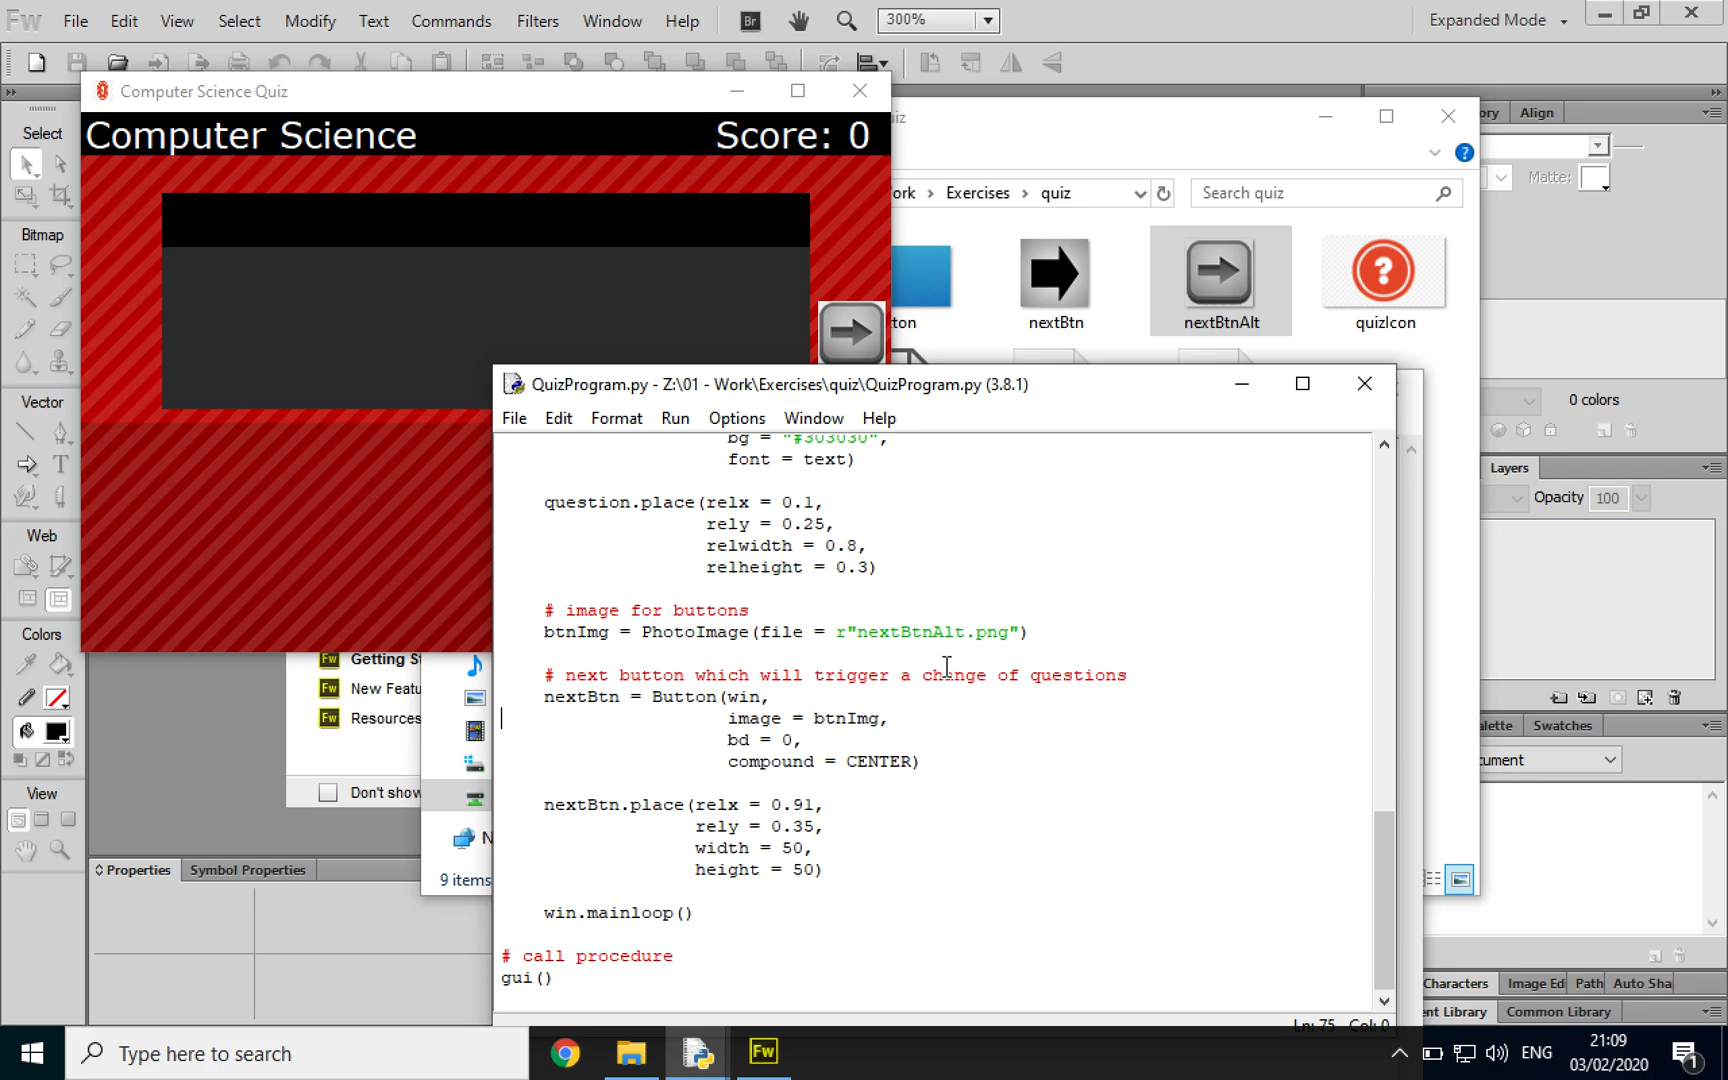 Fw File Edit View Select Modify Text Commands Filters Window Help Br 300% Expanded Mode
Computer Science Quiz
Computer Science Score: 0
Select
Bitmap
Vector
Web
Colors
View
iz
ork > Exercises > quiz Search quiz
ton nextBtn nextBtnAlt quizIcon
ory Align
Matte:
0 colors
Layers
Opacity 100
QuizProgram.py - Z:\01 - Work\Exercises\quiz\QuizProgram.py (3.8.1)
File Edit Format Run Options Window Help
bg = "#303030",
font = text)
question.place(relx = 0.1,
rely = 0.25,
relwidth = 0.8,
relheight = 0.3)
# image for buttons
btnImg = PhotoImage(file = r"nextBtnAlt.png")
# next button which will trigger a change of questions
nextBtn = Button(win,
image = btnImg,
bd = 0,
compound = CENTER)
nextBtn.place(relx = 0.91,
rely = 0.35,
width = 50,
height = 50)
win.mainloop()
# call procedure
gui()
Ln: 75 Col: 0
Fw Getting St
Fw New Featu
Fw Resources
Don't show
N
9 items
Properties Symbol Properties
alette Swatches
cument
Characters Image Ed Path Auto Sha
ent Library Common Library
Type here to search
Fw
ENG
21:09
03/02/2020
1